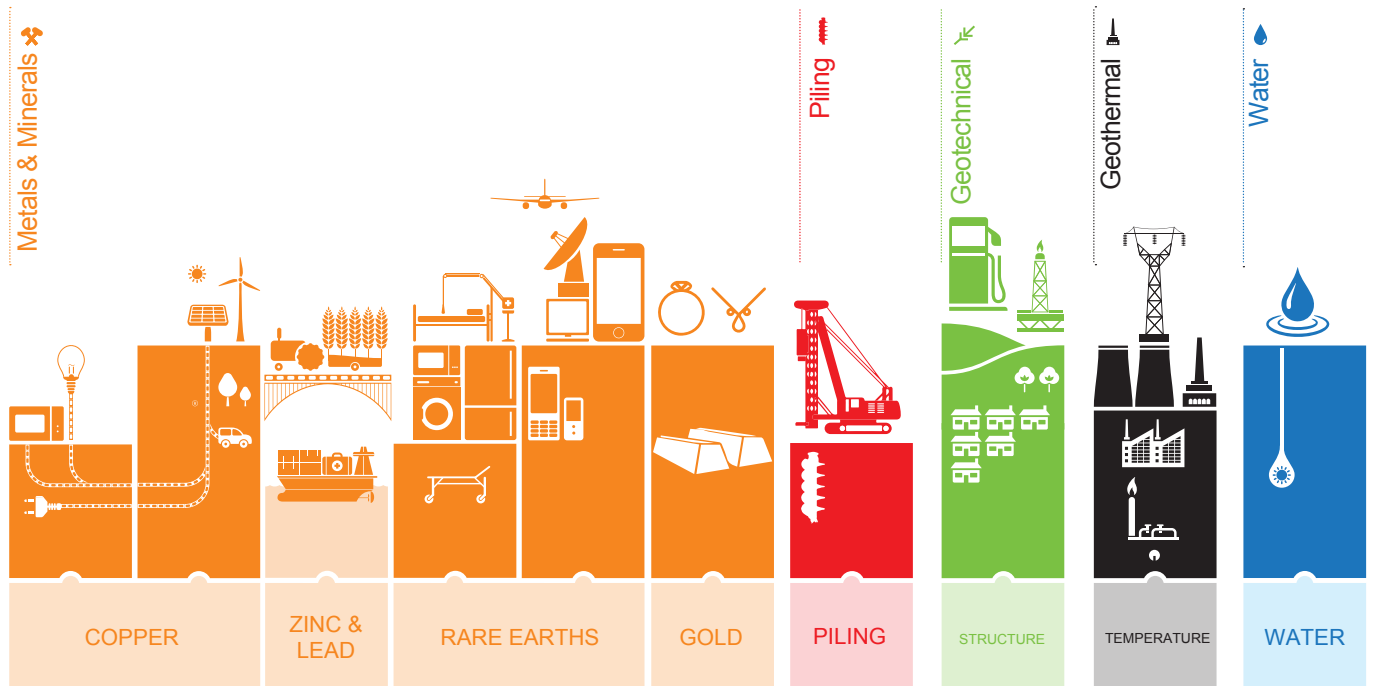 Metals & Minerals
Piling
Geotechnical
Geothermal
Water
COPPER
ZINC &
LEAD
RARE EARTHS
GOLD
PILING
STRUCTURE
TEMPERATURE
WATER